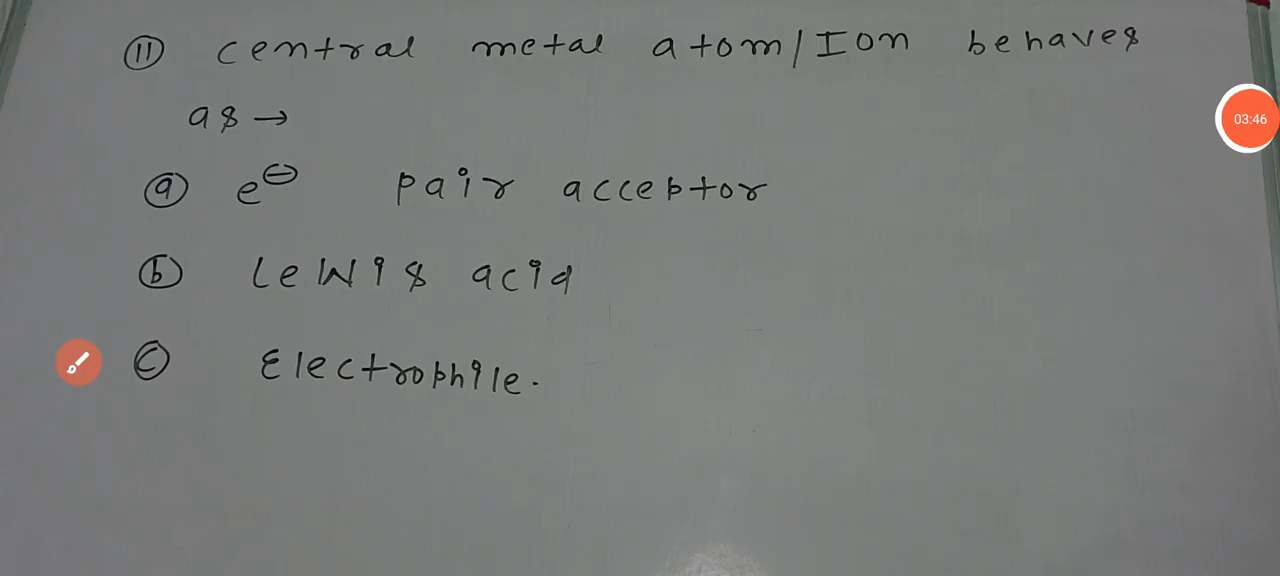 ⑪ central metal atom/Ion behaves
as →
ⓐ e⊖ pair acceptor
ⓑ Lewis acid
ⓒ Electrophile.
03:46